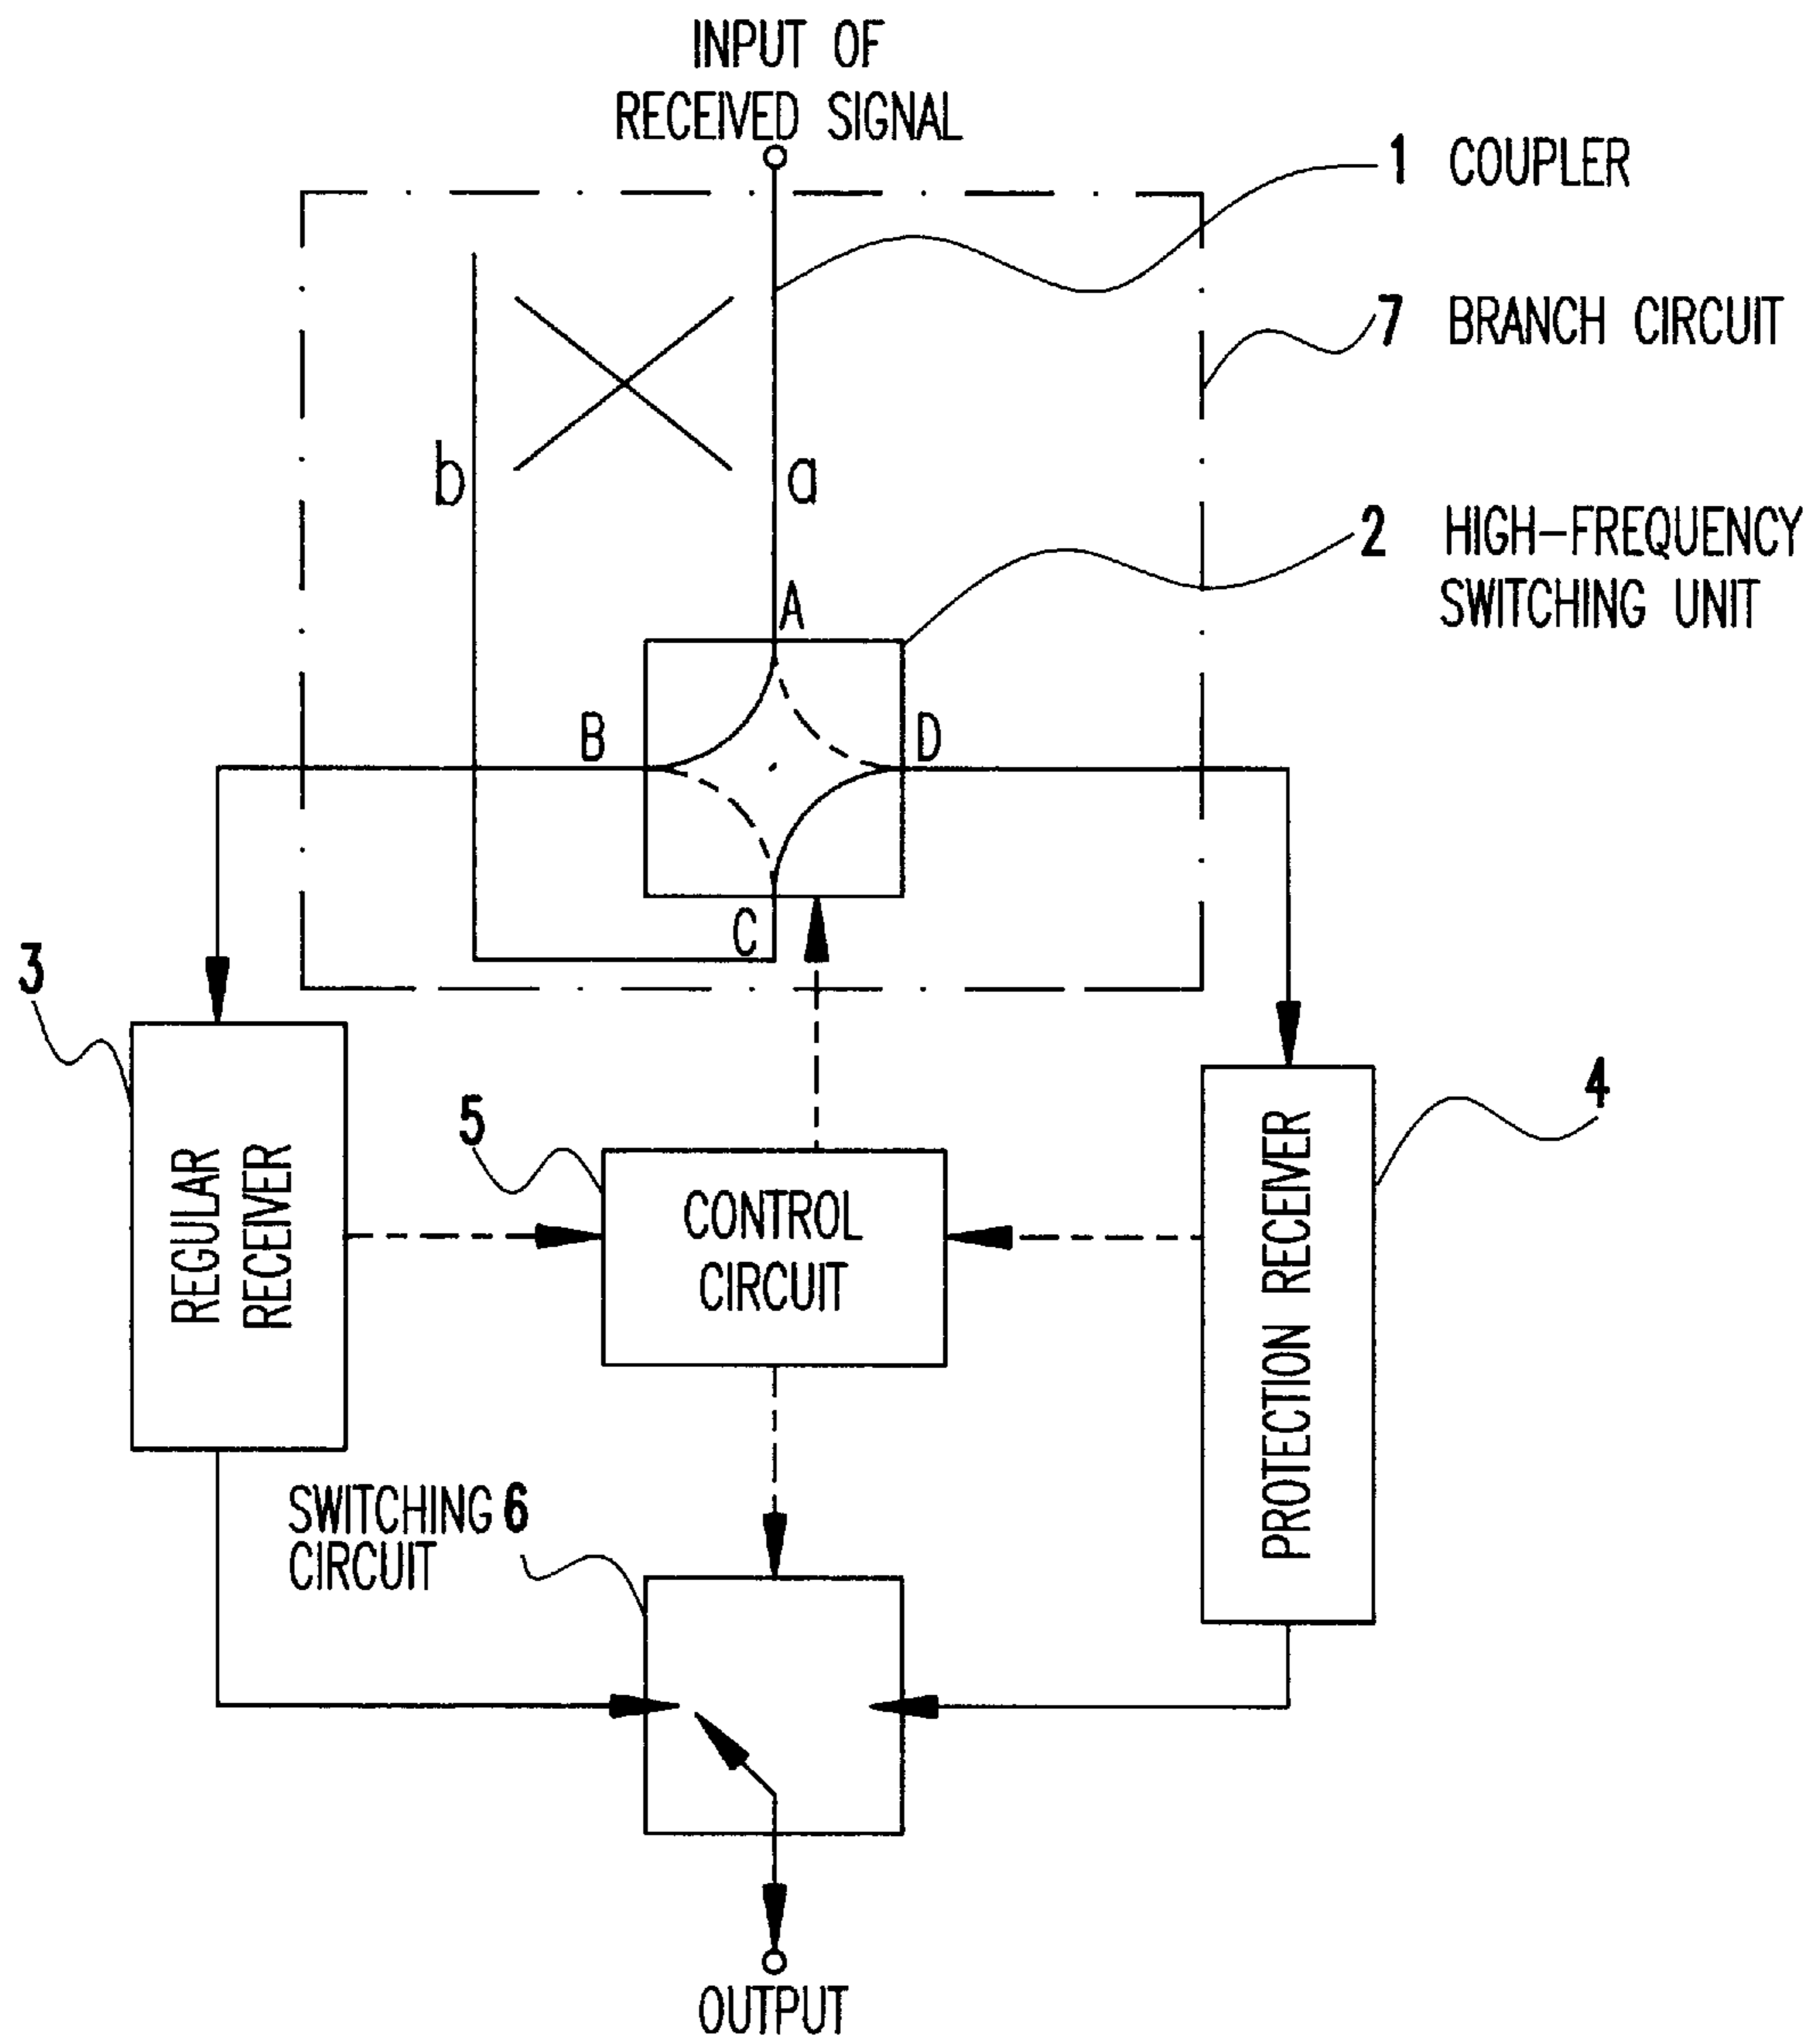 INPUT OF
RECEIVED SIGNAL
1 COUPLER
7 BRANCH CIRCUIT
b
a
2 HIGH-FREQUENCY
SWITCHING UNIT
A
B
D
C
3
REGULAR
RECEIVER
5
CONTROL
CIRCUIT
4
PROTECTION RECEIVER
SWITCHING 6
CIRCUIT
OUTPUT